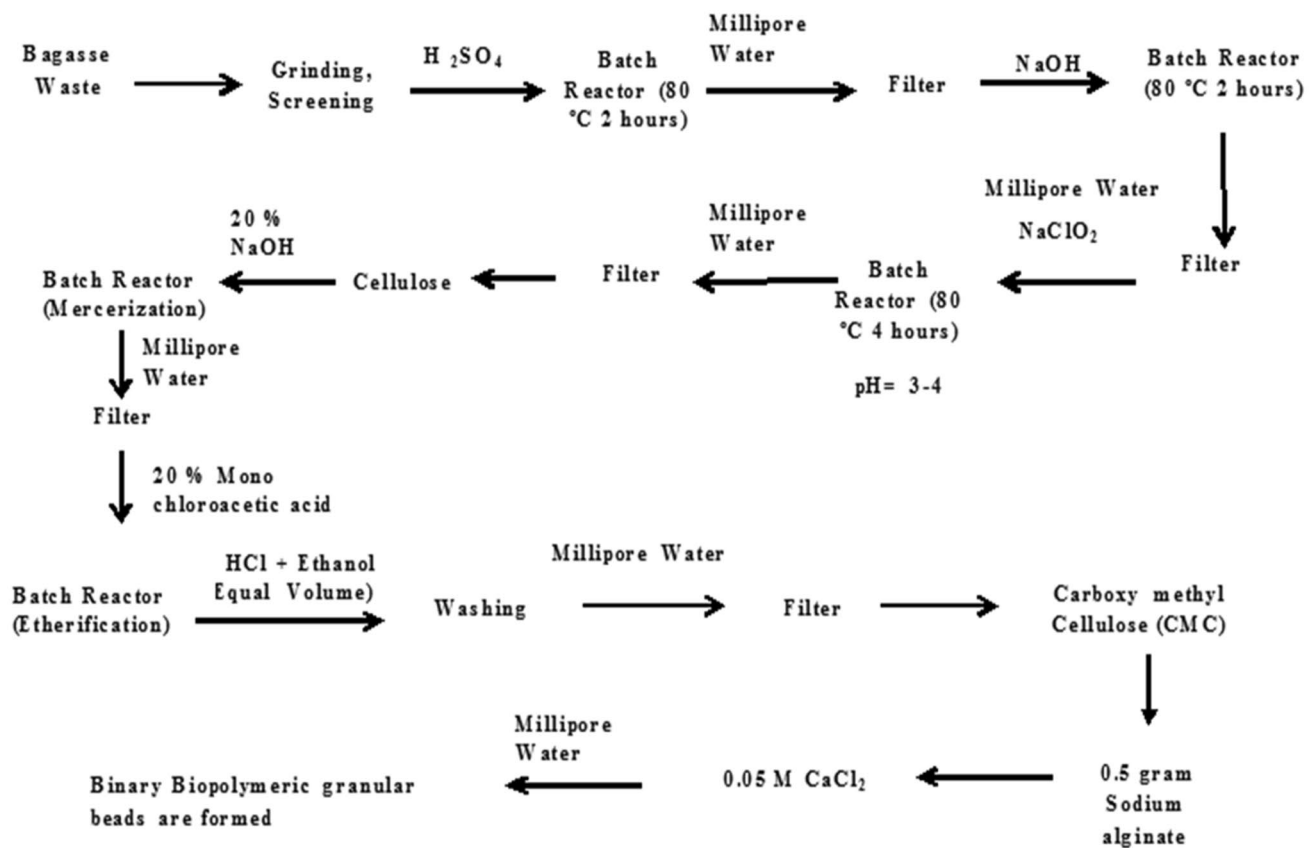 Bagasse
Waste
Grinding,
Screening
H 2SO4
Batch
Reactor (80
°C 2 hours)
Millipore
Water
Filter
NaOH
Batch Reactor
(80 °C 2 hours)
Filter
Millipore Water
NaClO2
Batch
Reactor (80
°C 4 hours)
pH= 3-4
Millipore
Water
Filter
Cellulose
20 %
NaOH
Batch Reactor
(Mercerization)
Millipore
Water
Filter
20 % Mono
chloroacetic acid
Batch Reactor
(Etherification)
HCl + Ethanol
Equal Volume)
Washing
Millipore Water
Filter
Carboxy methyl
Cellulose (CMC)
0.5 gram
Sodium
alginate
0.05 M CaCl2
Millipore
Water
Binary Biopolymeric granular
beads are formed